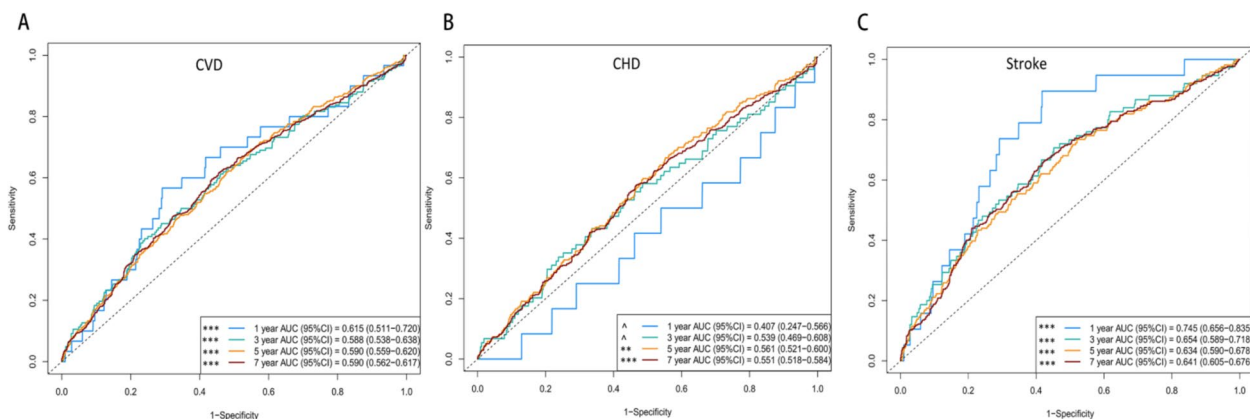 A
CVD
Sensitivity
1.0
0.8
0.6
0.4
0.2
0.0
*** 1 year AUC (95%CI) = 0.615 (0.511−0.720)
*** 3 year AUC (95%CI) = 0.588 (0.538−0.638)
*** 5 year AUC (95%CI) = 0.590 (0.559−0.620)
*** 7 year AUC (95%CI) = 0.590 (0.562−0.617)
0.0 0.2 0.4 0.6 0.8 1.0
1−Specificity
B
CHD
Sensitivity
1.0
0.8
0.6
0.4
0.2
0.0
^ 1 year AUC (95%CI) = 0.407 (0.247−0.566)
^ 3 year AUC (95%CI) = 0.539 (0.469−0.608)
** 5 year AUC (95%CI) = 0.561 (0.521−0.600)
*** 7 year AUC (95%CI) = 0.551 (0.518−0.584)
0.0 0.2 0.4 0.6 0.8 1.0
1−Specificity
C
Stroke
Sensitivity
1.0
0.8
0.6
0.4
0.2
0.0
*** 1 year AUC (95%CI) = 0.745 (0.656−0.835
*** 3 year AUC (95%CI) = 0.654 (0.589−0.718
*** 5 year AUC (95%CI) = 0.634 (0.590−0.678
*** 7 year AUC (95%CI) = 0.641 (0.605−0.676
0.0 0.2 0.4 0.6 0.8 1.0
1−Specificity